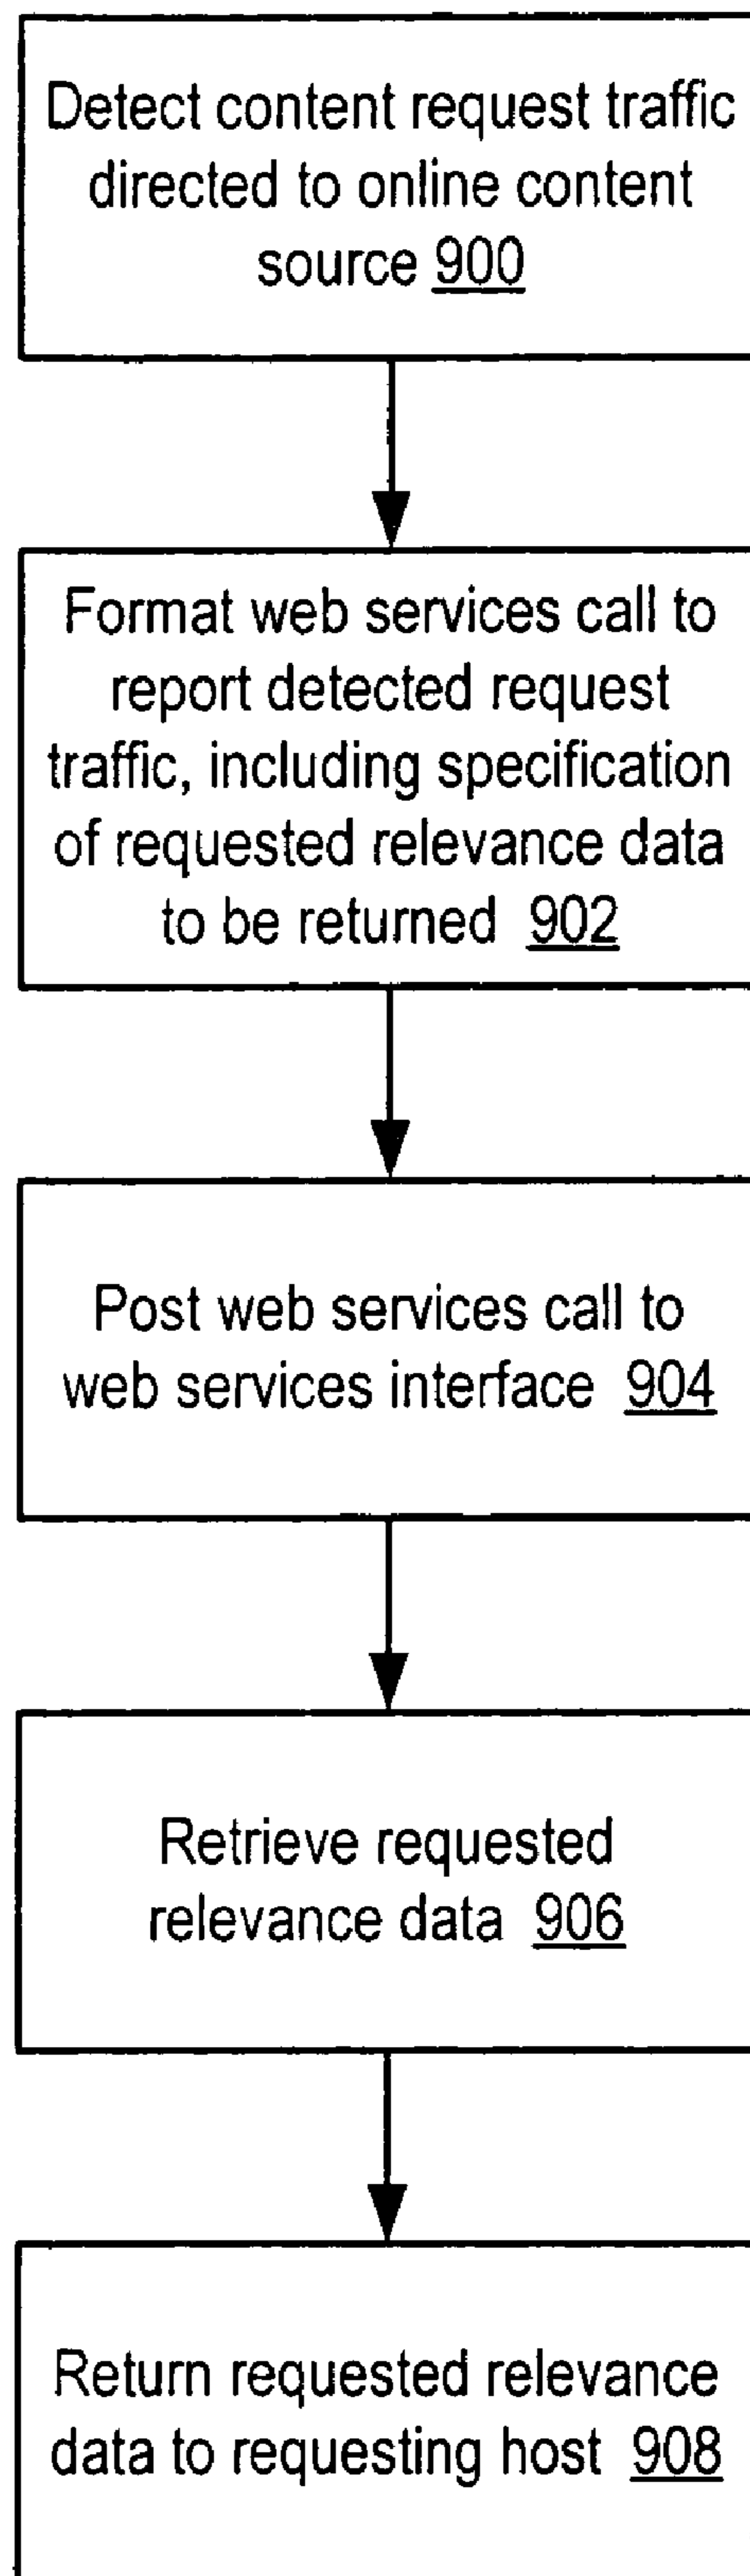 Detect content request traffic
directed to online content
source 900
Format web services call to
report detected request
traffic, including specification
of requested relevance data
to be returned 902
Post web services call to
web services interface 904
Retrieve requested
relevance data 906
Return requested relevance
data to requesting host 908